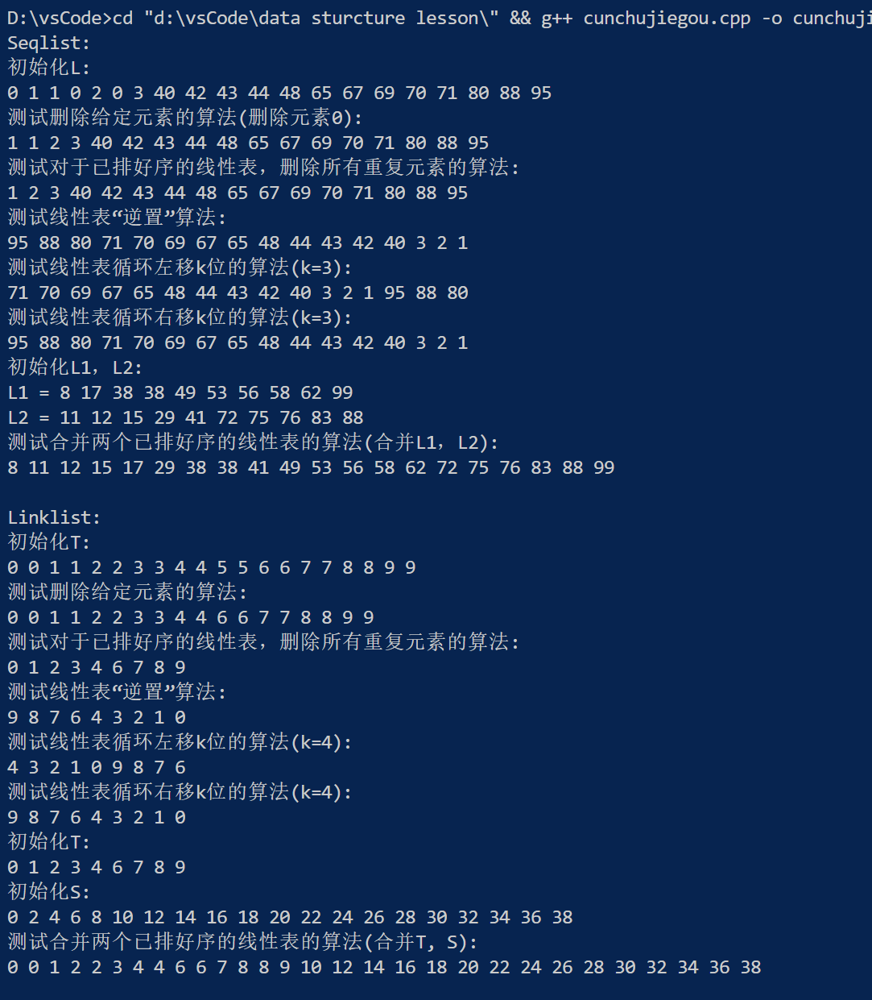 D:\vsCode>cd "d:\vsCode\data sturcture lesson\" && g++ cunchujiegou.cpp -o cunchuji
Seqlist:
初始化L:
0 1 1 0 2 0 3 40 42 43 44 48 65 67 69 70 71 80 88 95
测试删除给定元素的算法(删除元素0):
1 1 2 3 40 42 43 44 48 65 67 69 70 71 80 88 95
测试对于已排好序的线性表，删除所有重复元素的算法:
1 2 3 40 42 43 44 48 65 67 69 70 71 80 88 95
测试线性表“逆置”算法:
95 88 80 71 70 69 67 65 48 44 43 42 40 3 2 1
测试线性表循环左移k位的算法(k=3):
71 70 69 67 65 48 44 43 42 40 3 2 1 95 88 80
测试线性表循环右移k位的算法(k=3):
95 88 80 71 70 69 67 65 48 44 43 42 40 3 2 1
初始化L1，L2:
L1 = 8 17 38 38 49 53 56 58 62 99
L2 = 11 12 15 29 41 72 75 76 83 88
测试合并两个已排好序的线性表的算法(合并L1，L2):
8 11 12 15 17 29 38 38 41 49 53 56 58 62 72 75 76 83 88 99
Linklist:
初始化T:
0 0 1 1 2 2 3 3 4 4 5 5 6 6 7 7 8 8 9 9
测试删除给定元素的算法:
0 0 1 1 2 2 3 3 4 4 6 6 7 7 8 8 9 9
测试对于已排好序的线性表，删除所有重复元素的算法:
0 1 2 3 4 6 7 8 9
测试线性表“逆置”算法:
9 8 7 6 4 3 2 1 0
测试线性表循环左移k位的算法(k=4):
4 3 2 1 0 9 8 7 6
测试线性表循环右移k位的算法(k=4):
9 8 7 6 4 3 2 1 0
初始化T:
0 1 2 3 4 6 7 8 9
初始化S:
0 2 4 6 8 10 12 14 16 18 20 22 24 26 28 30 32 34 36 38
测试合并两个已排好序的线性表的算法(合并T, S):
0 0 1 2 2 3 4 4 6 6 7 8 8 9 10 12 14 16 18 20 22 24 26 28 30 32 34 36 38